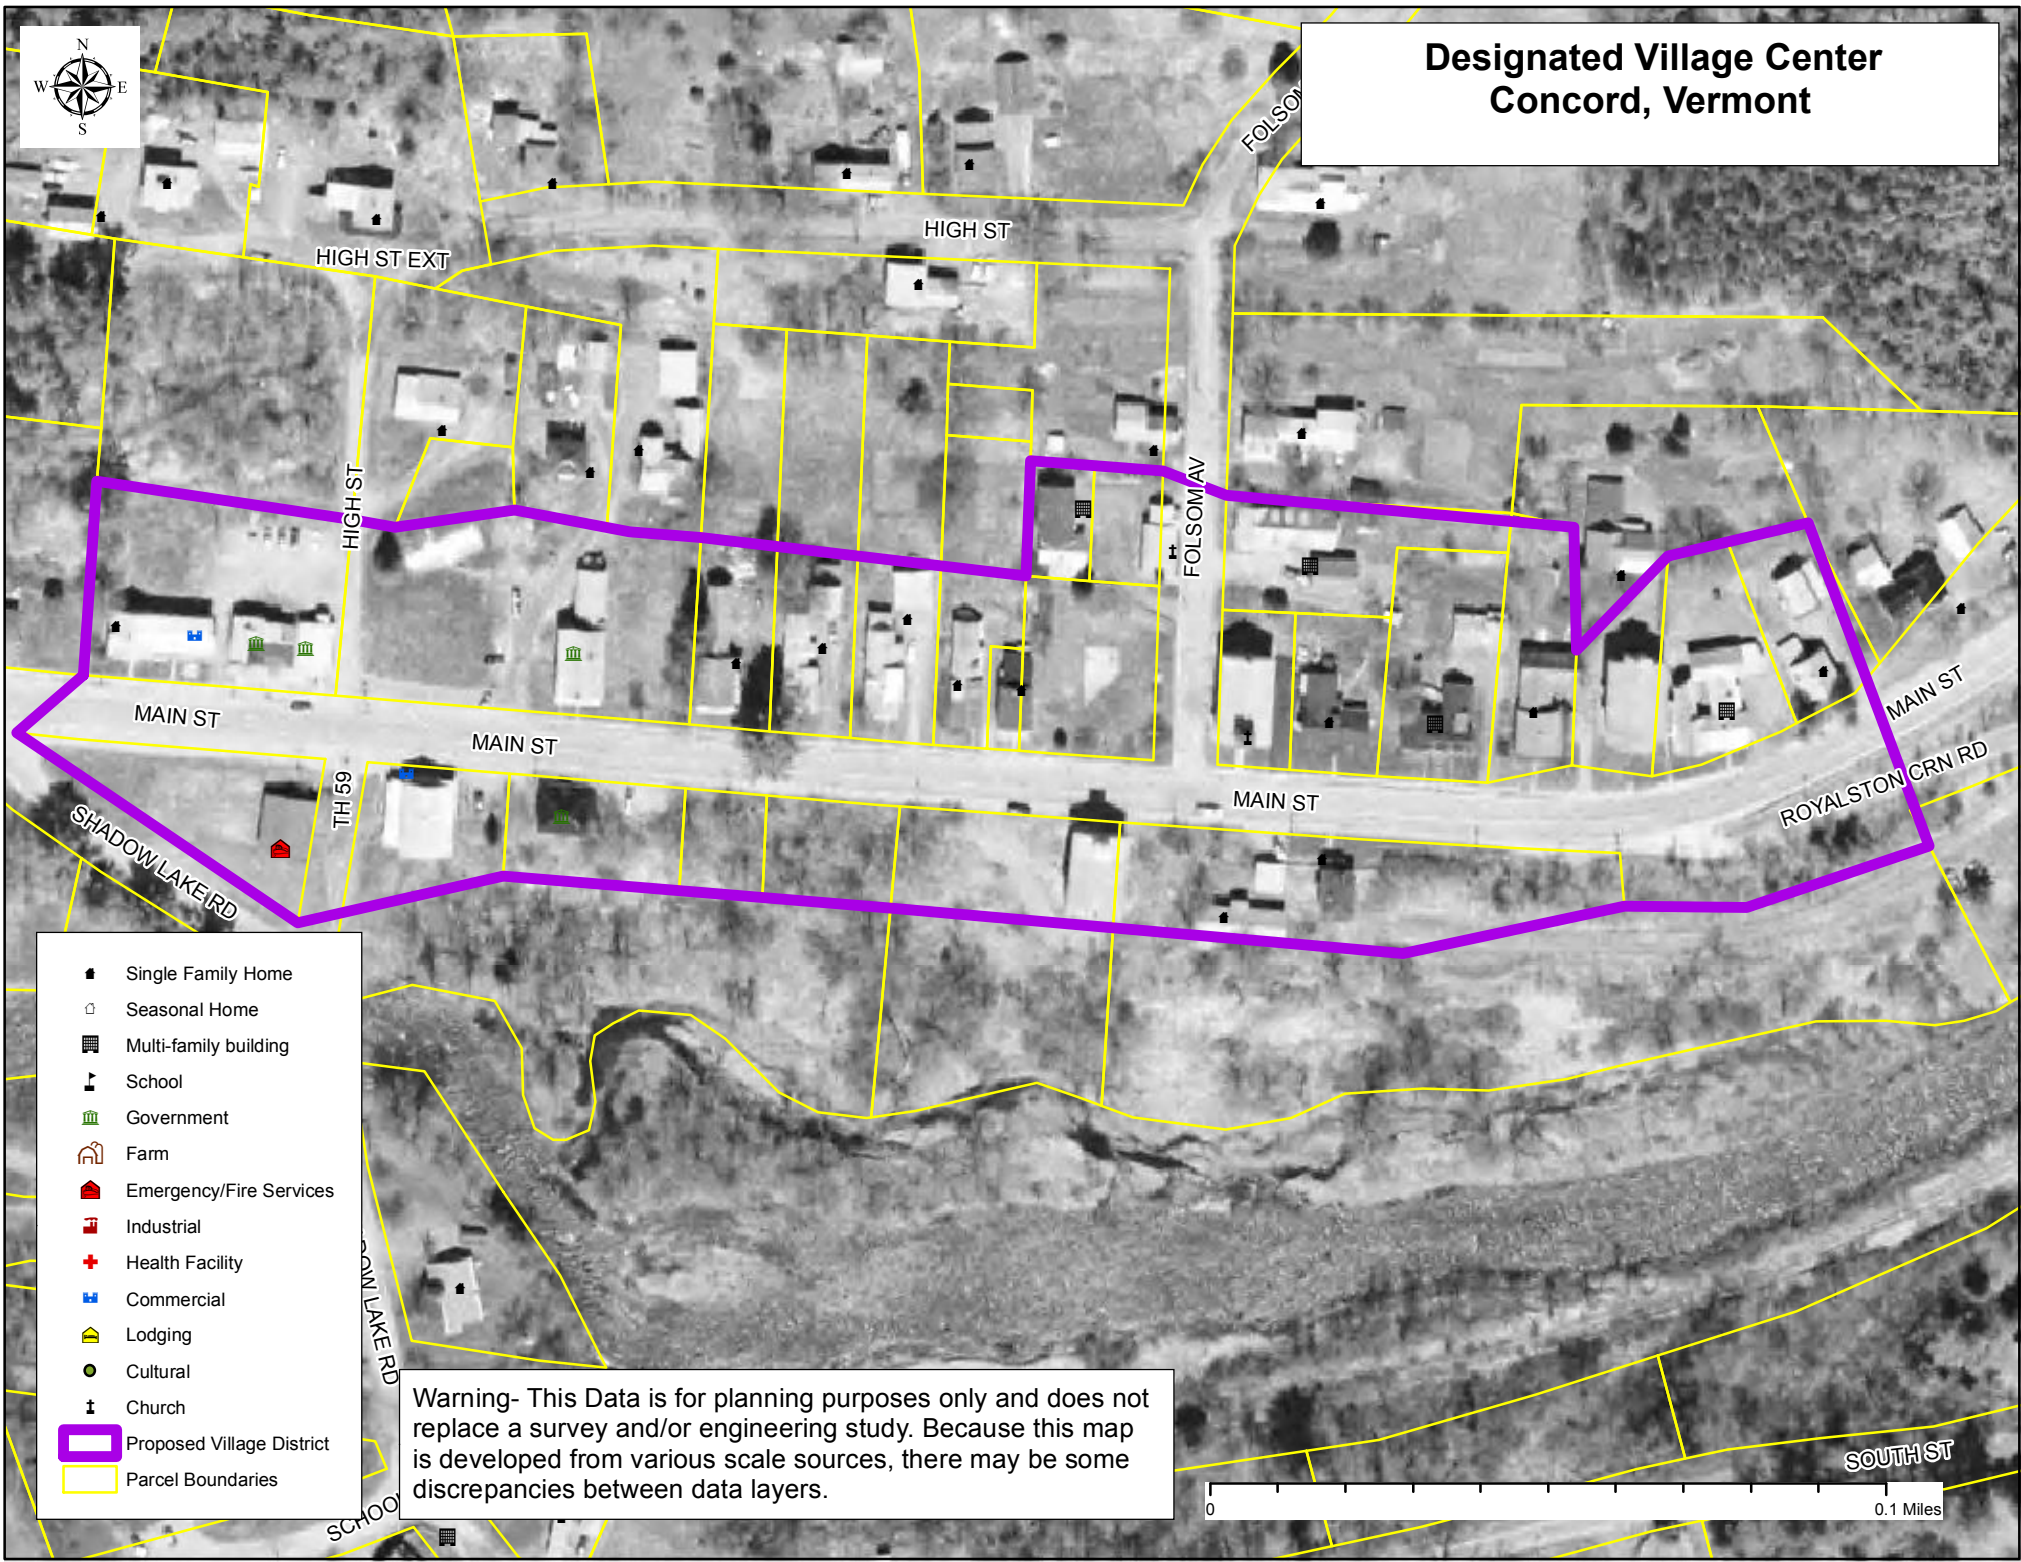 Designated Village Center
Concord, Vermont
N
W
E
S
FOLSOM
HIGH ST
HIGH ST EXT
HIGH ST
FOLSOM AV
MAIN ST
MAIN ST
MAIN ST
MAIN ST
ROYALSTON CRN RD
TH 59
SHADOW LAKE RD
Single Family Home
Seasonal Home
Multi-family building
School
Government
Farm
Emergency/Fire Services
Industrial
Health Facility
Commercial
Lodging
Cultural
Church
Proposed Village District
Parcel Boundaries
OW LAKE RD
SCHOO
Warning- This Data is for planning purposes only and does not
replace a survey and/or engineering study. Because this map
is developed from various scale sources, there may be some
discrepancies between data layers.
SOUTH ST
0
0.1 Miles